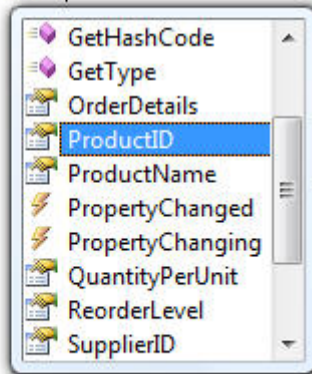 GetHashCode
GetType
OrderDetails
ProductID
ProductName
PropertyChanged
PropertyChanging
QuantityPerUnit
ReorderLevel
SupplierID